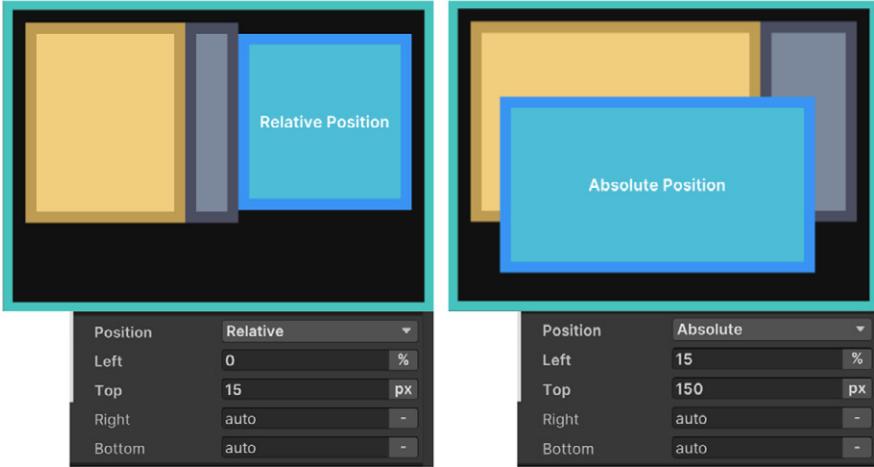 Relative Position
Position Relative
Left 0 %
Top 15 px
Right auto -
Bottom auto -
Absolute Position
Position Absolute
Left 15 %
Top 150 px
Right auto -
Bottom auto -